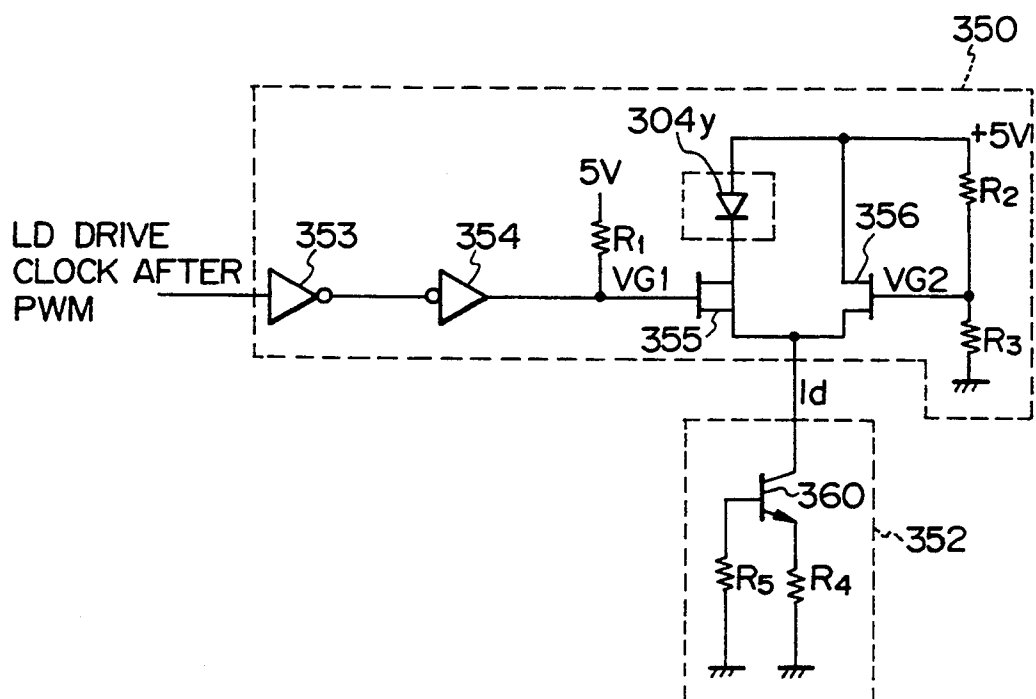 350
304y
+5V
5V
R2
356
LD DRIVE
CLOCK AFTER
PWM
353
354
R1
VG1
VG2
355
R3
Id
360
352
R5
R4